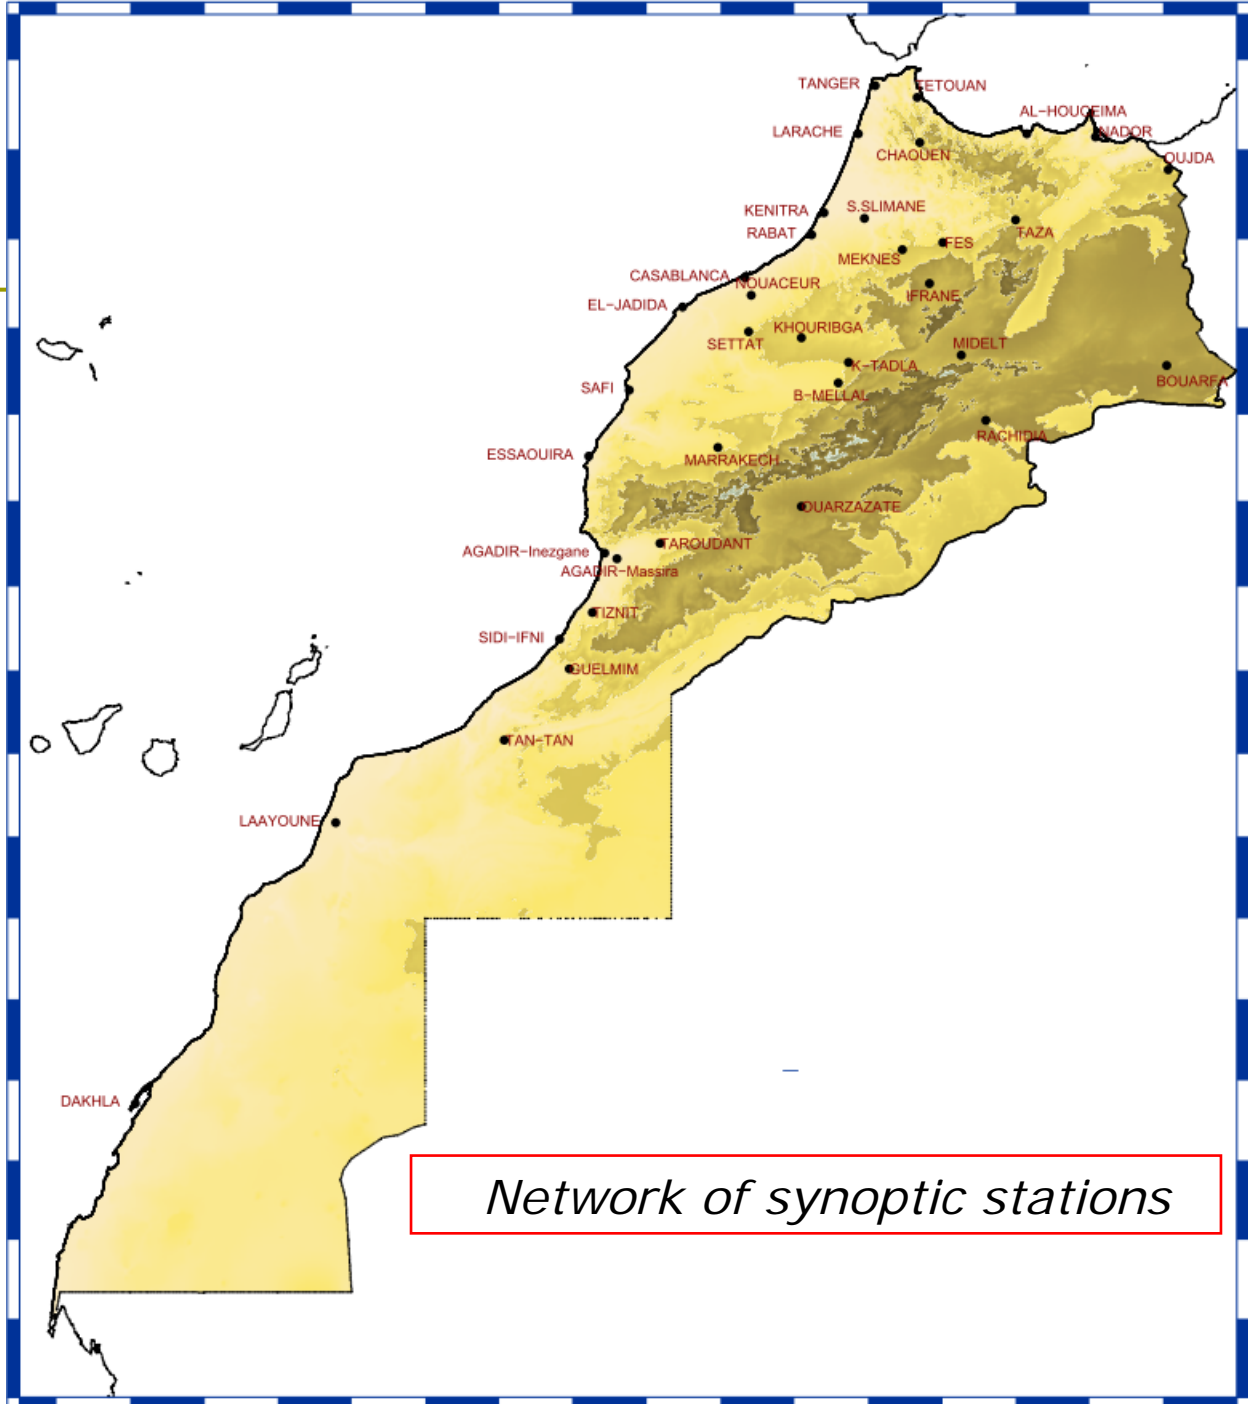 TANGER
TETOUAN
AL-HOUCEIMA
LARACHE
NADOR
CHAOUEN
OUJDA
KENITRA
S.SLIMANE
RABAT
TAZA
FES
MEKNES
CASABLANCA
NOUACEUR
IFRANE
EL-JADIDA
KHOURIBGA
SETTAT
MIDELT
K-TADLA
BOUARFA
SAFI
B-MELLAL
RACHIDIA
ESSAOUIRA
MARRAKECH
OUARZAZATE
TAROUDANT
AGADIR-Inezgane
AGADIR-Massira
TIZNIT
SIDI-IFNI
GUELMIM
TAN-TAN
LAAYOUNE
DAKHLA
Network of synoptic stations